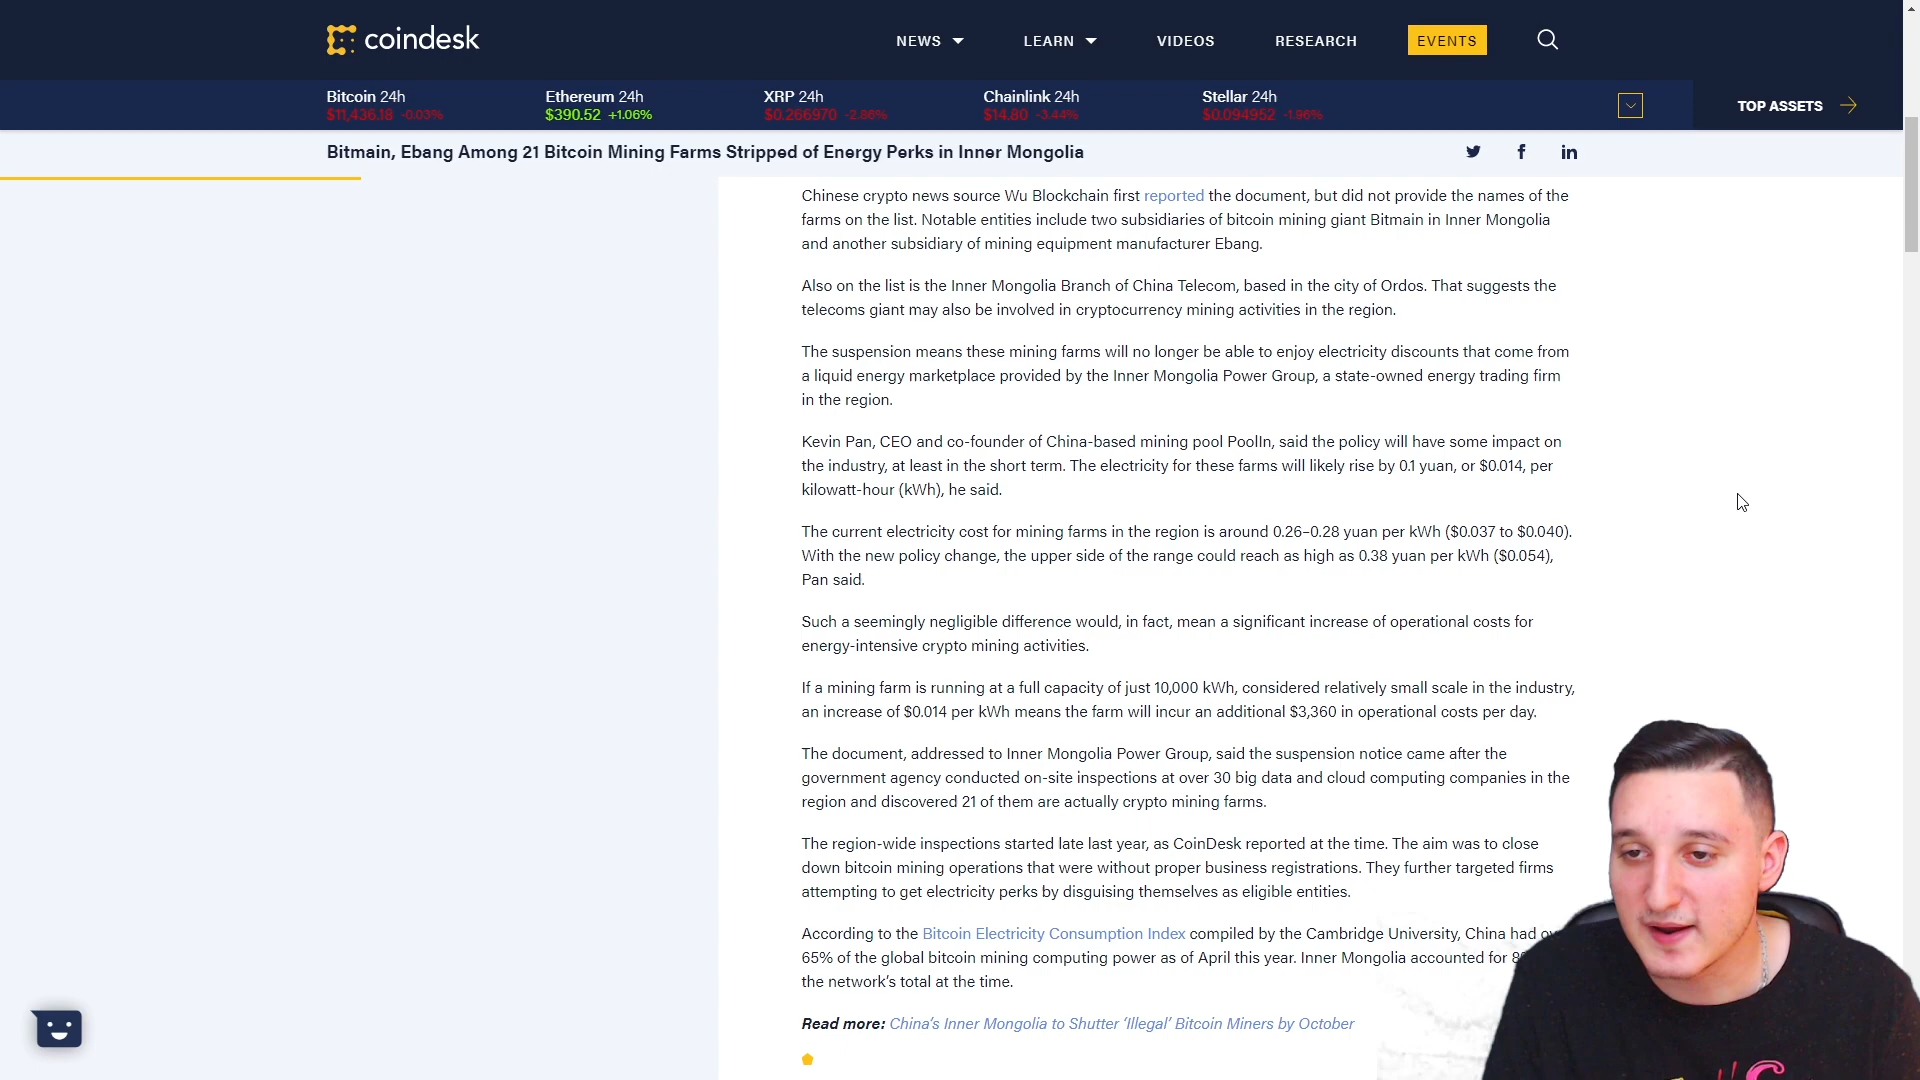 coindesk
NEWS
LEARN
VIDEOS
RESEARCH
EVENTS
Bitcoin 24h
$11,436.18 -0.03%
Ethereum 24h
$390.52 +1.06%
XRP 24h
$0.266970 -2.86%
Chainlink 24h
$14.80 -3.44%
Stellar 24h
$0.094952 -1.96%
TOP ASSETS
Bitmain, Ebang Among 21 Bitcoin Mining Farms Stripped of Energy Perks in Inner Mongolia
Chinese crypto news source Wu Blockchain first reported the document, but did not provide the names of the
farms on the list. Notable entities include two subsidiaries of bitcoin mining giant Bitmain in Inner Mongolia
and another subsidiary of mining equipment manufacturer Ebang.
Also on the list is the Inner Mongolia Branch of China Telecom, based in the city of Ordos. That suggests the
telecoms giant may also be involved in cryptocurrency mining activities in the region.
The suspension means these mining farms will no longer be able to enjoy electricity discounts that come from
a liquid energy marketplace provided by the Inner Mongolia Power Group, a state-owned energy trading firm
in the region.
Kevin Pan, CEO and co-founder of China-based mining pool PoolIn, said the policy will have some impact on
the industry, at least in the short term. The electricity for these farms will likely rise by 0.1 yuan, or $0.014, per
kilowatt-hour (kWh), he said.
The current electricity cost for mining farms in the region is around 0.26–0.28 yuan per kWh ($0.037 to $0.040).
With the new policy change, the upper side of the range could reach as high as 0.38 yuan per kWh ($0.054),
Pan said.
Such a seemingly negligible difference would, in fact, mean a significant increase of operational costs for
energy-intensive crypto mining activities.
If a mining farm is running at a full capacity of just 10,000 kWh, considered relatively small scale in the industry,
an increase of $0.014 per kWh means the farm will incur an additional $3,360 in operational costs per day.
The document, addressed to Inner Mongolia Power Group, said the suspension notice came after the
government agency conducted on-site inspections at over 30 big data and cloud computing companies in the
region and discovered 21 of them are actually crypto mining farms.
The region-wide inspections started late last year, as CoinDesk reported at the time. The aim was to close
down bitcoin mining operations that were without proper business registrations. They further targeted firms
attempting to get electricity perks by disguising themselves as eligible entities.
According to the Bitcoin Electricity Consumption Index compiled by the Cambridge University, China had
65% of the global bitcoin mining computing power as of April this year. Inner Mongolia accounted for
the network's total at the time.
Read more: China's Inner Mongolia to Shutter 'Illegal' Bitcoin Miners by October